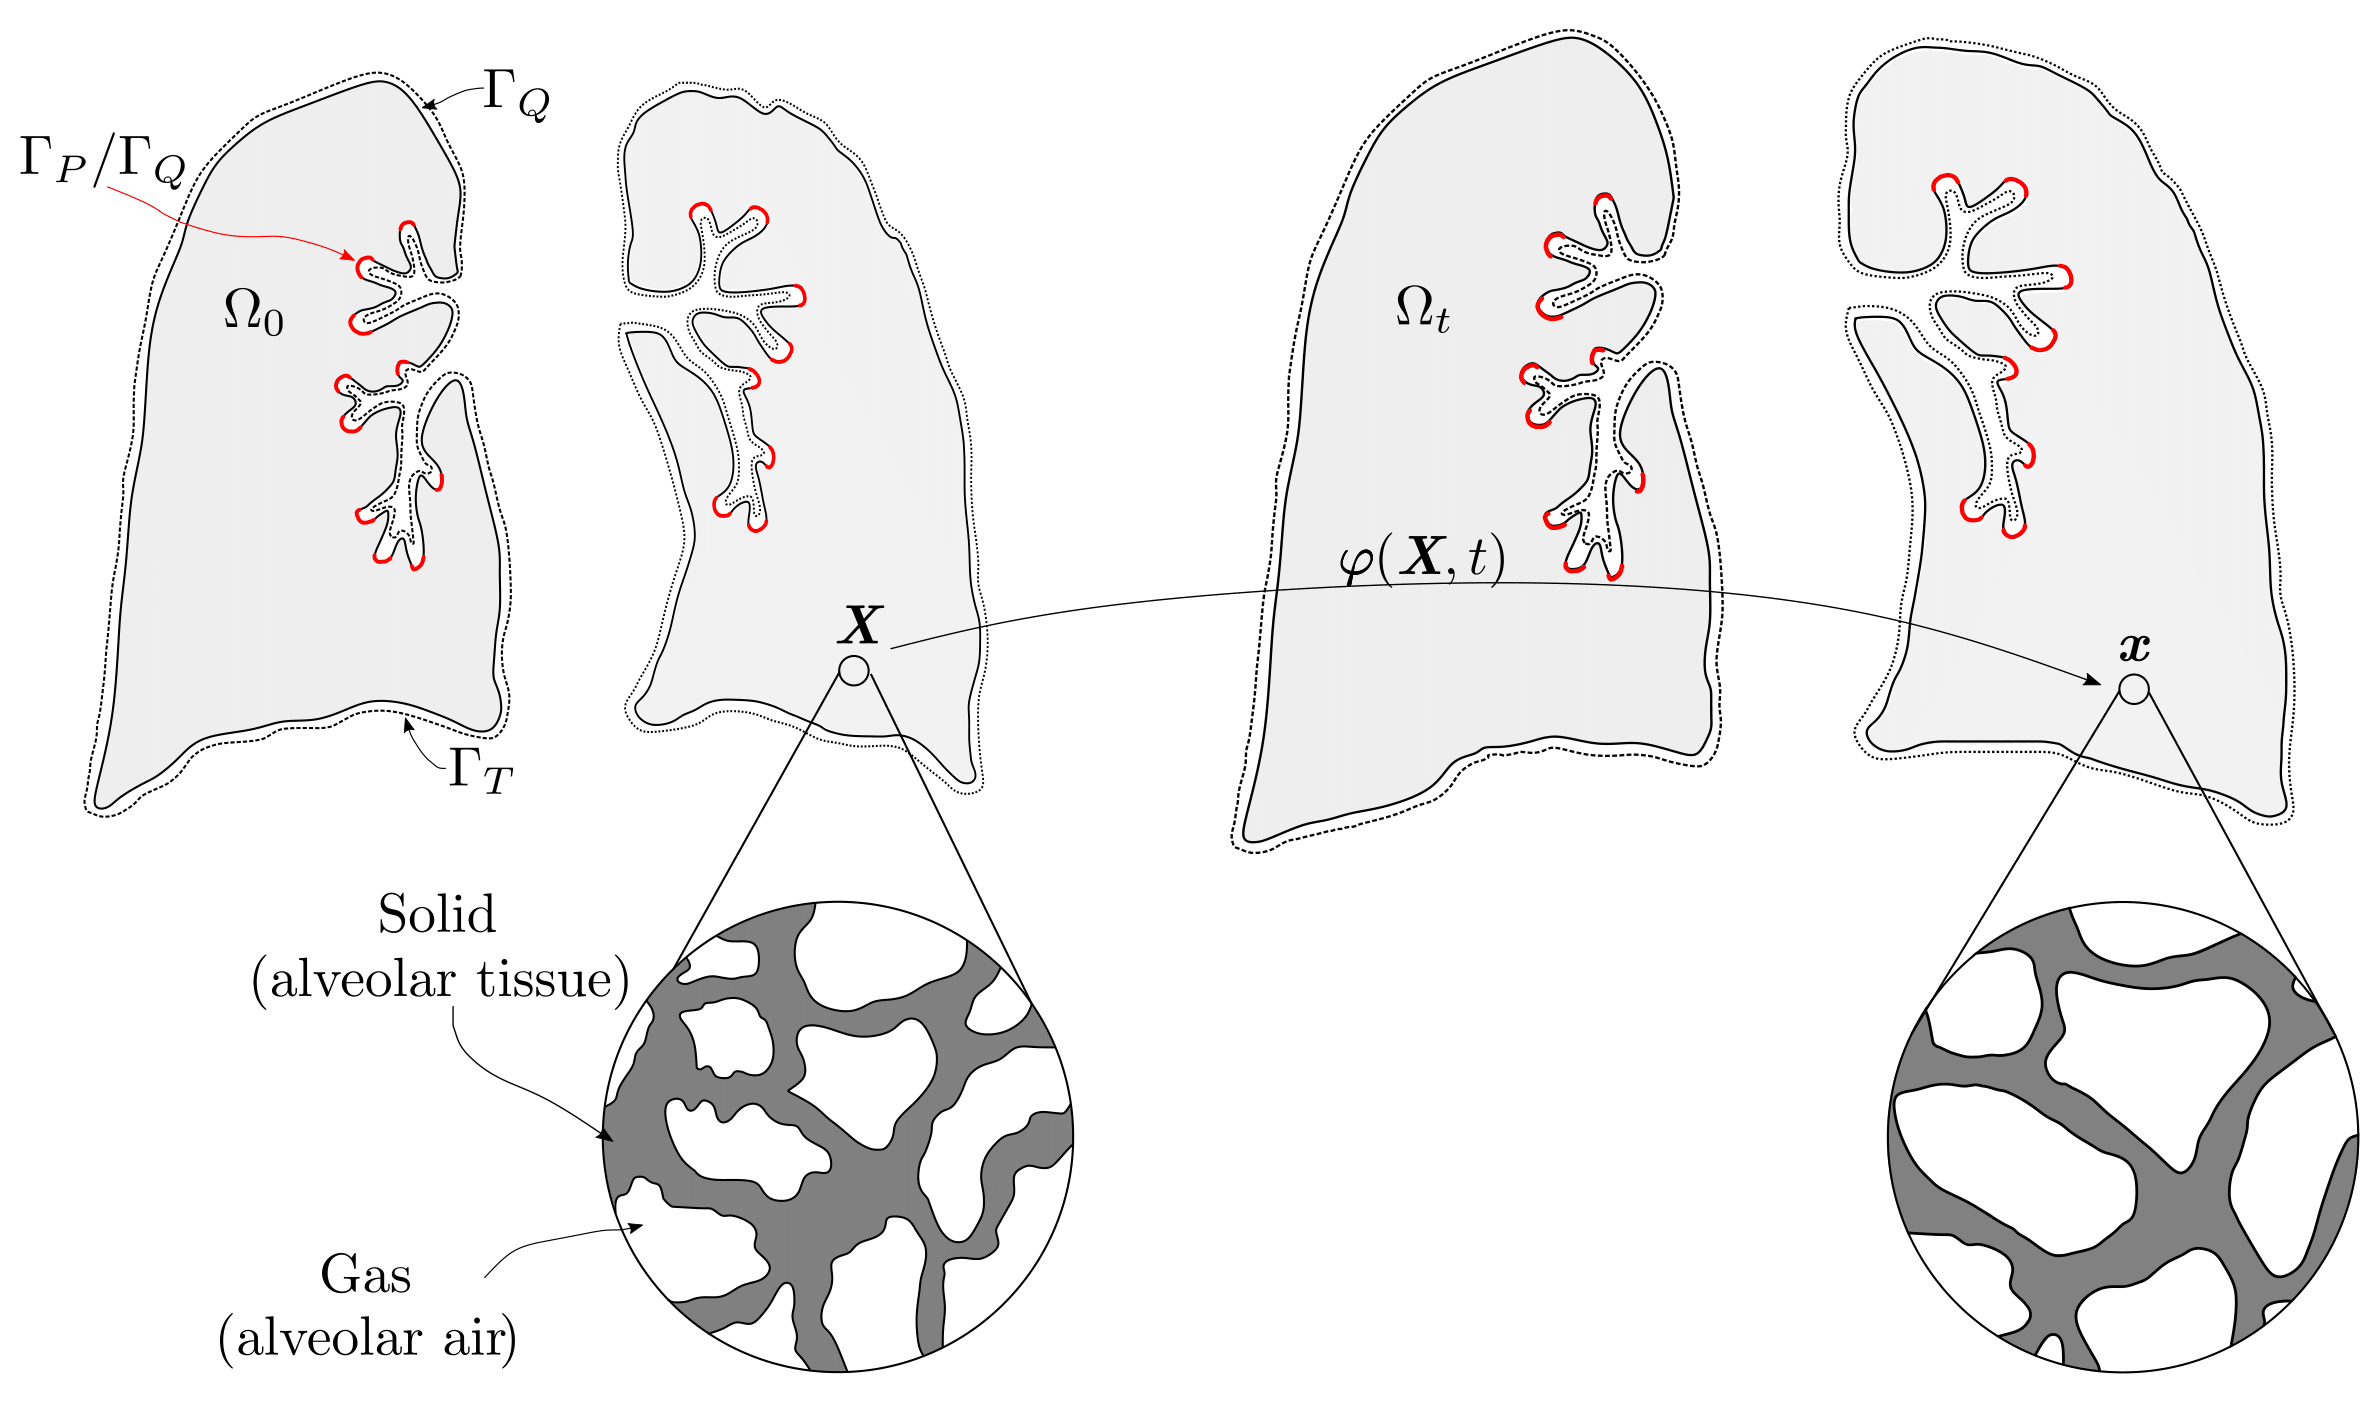 Γ_Q
Γ_P/Γ_Q
Ω_0
Ω_t
φ(X, t)
X
x
Γ_T
Solid
(alveolar tissue)
Gas
(alveolar air)